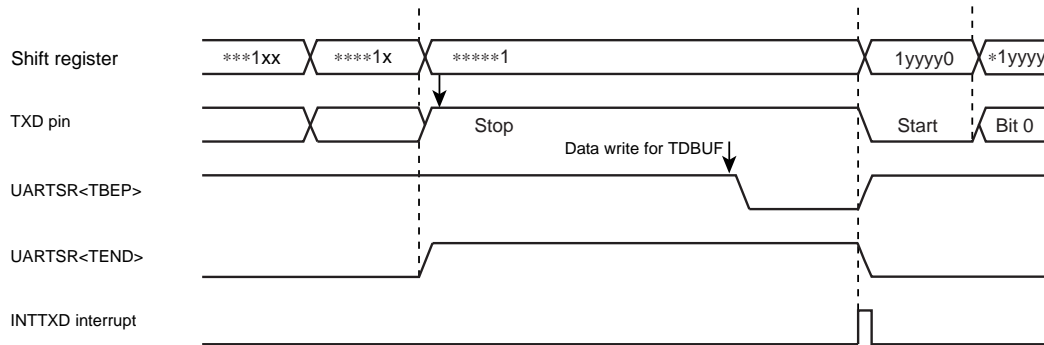 Shift register ***1xx ****1x *****1 1yyyy0 *1yyyy
TXD pin Stop Start Bit 0
Data write for TDBUF
UARTSR<TBEP>
UARTSR<TEND>
INTTXD interrupt